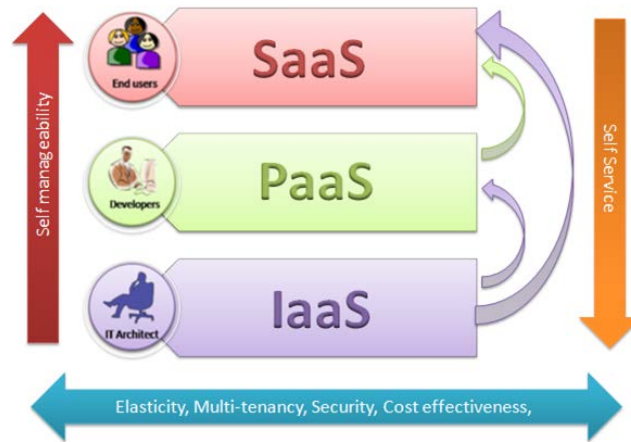 Self manageability
End users
SaaS
Developers
PaaS
IT Architect
IaaS
Self Service
Elasticity, Multi-tenancy, Security, Cost effectiveness,